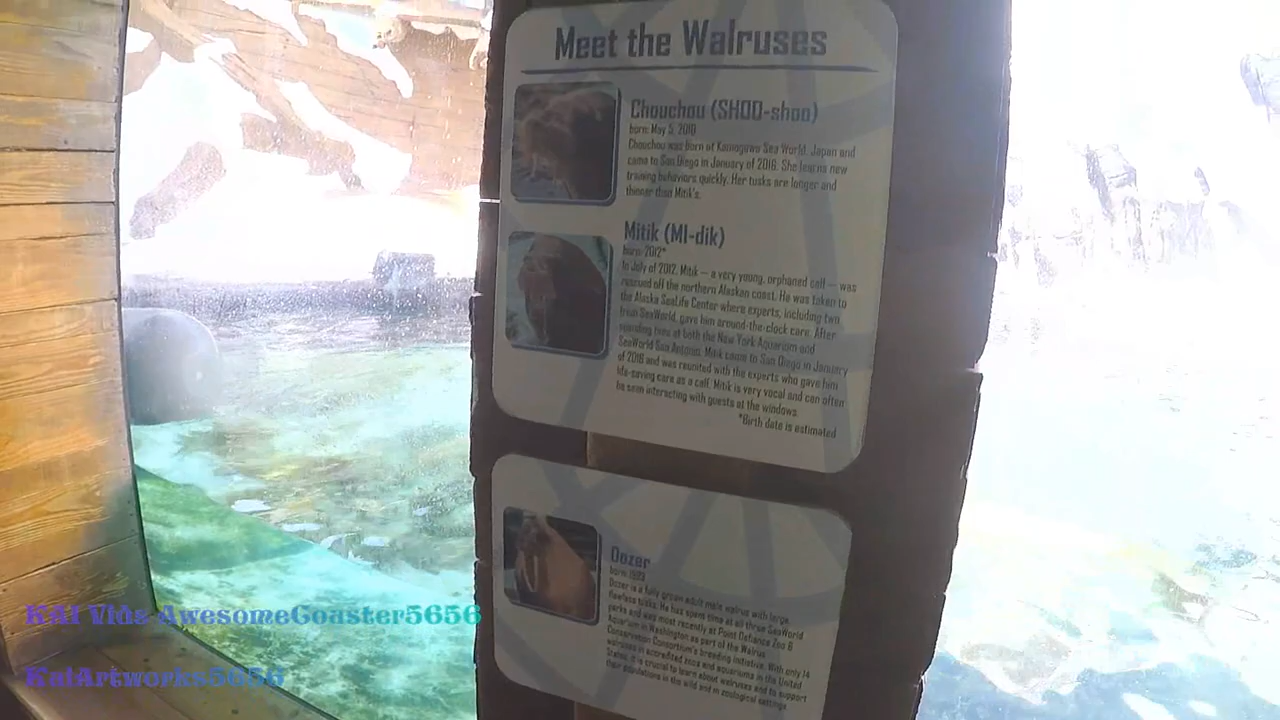 Meet the Walruses
Chouchou (SHOO-shoo)
born: May 5, 2010
Chouchou was Born at Kamogawa Sea World, Japan and
came to San Diego in January of 2016. She learns new
training behaviors quickly. Her tusks are longer and
thinner than Mitik's.
Mitik (MI-dik)
born: 2012*
In July of 2012, Mitik — a very young, orphaned calf — was
rescued off the northern Alaskan coast. He was taken to
the Alaska SeaLife Center where experts, including two
from SeaWorld, gave him around-the-clock care. After
spending time at both the New York Aquarium and
SeaWorld San Antonio, Mitik came to San Diego in January
of 2016 and was reunited with the experts who gave him
life-saving care as a calf. Mitik is very vocal and can often
be seen interacting with guests at the windows
*Birth date is estimated
Dozer
born: 1993
Dozer is a fully grown adult male walrus with large,
flawless tusks. He has spent time at all three SeaWorld
parks and was most recently at Point Defiance Zoo &
Aquarium in Washington as part of the Walrus
Conservation Consortium's breeding initiative. With only 14
walruses in accredited zoos and aquariums in the United
States, it is crucial to learn about walruses and to support
their populations in the wild and in zoological settings.
KAI Vids AwesomeCoaster5656
KaiArtworks5656